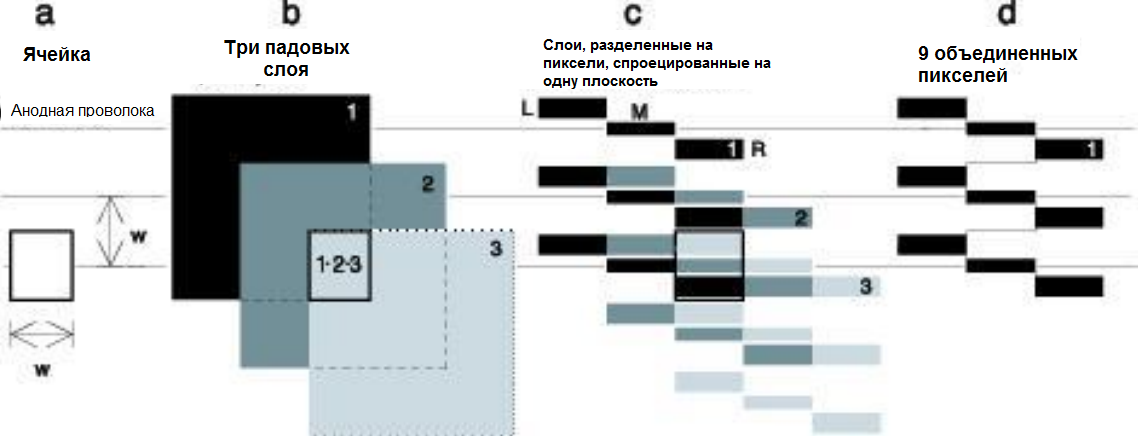 a
b
c
d
Ячейка
Три падовых
слоя
Слои, разделенные на
пиксели, спроецированные на
одну плоскость
9 объединенных
пикселей
Анодная проволока
1
L
M
1
R
1
2
2
w
3
1·2·3
3
w